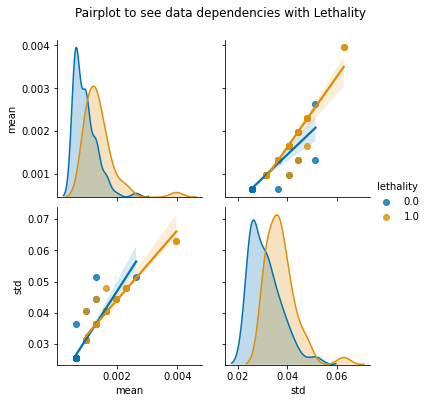 Pairplot to see data dependencies with Lethality
0.004
0.003
0.002
0.001
mean
lethality
0.0
1.0
0.07
0.06
0.05
0.04
0.03
std
0.002 0.004
mean
0.02 0.04 0.06
std